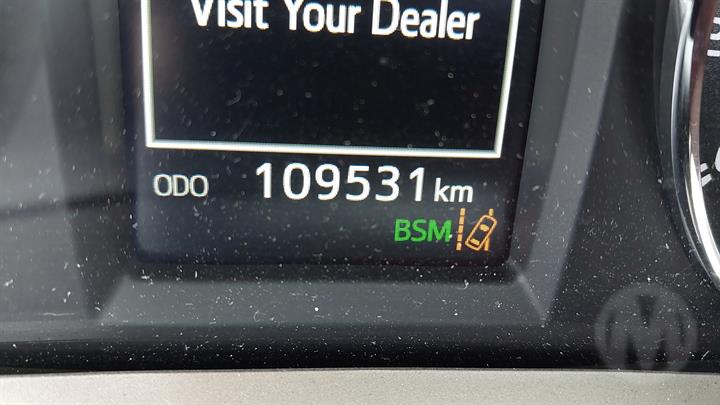 Visit Your Dealer
ODO 109531 km
BSM
M